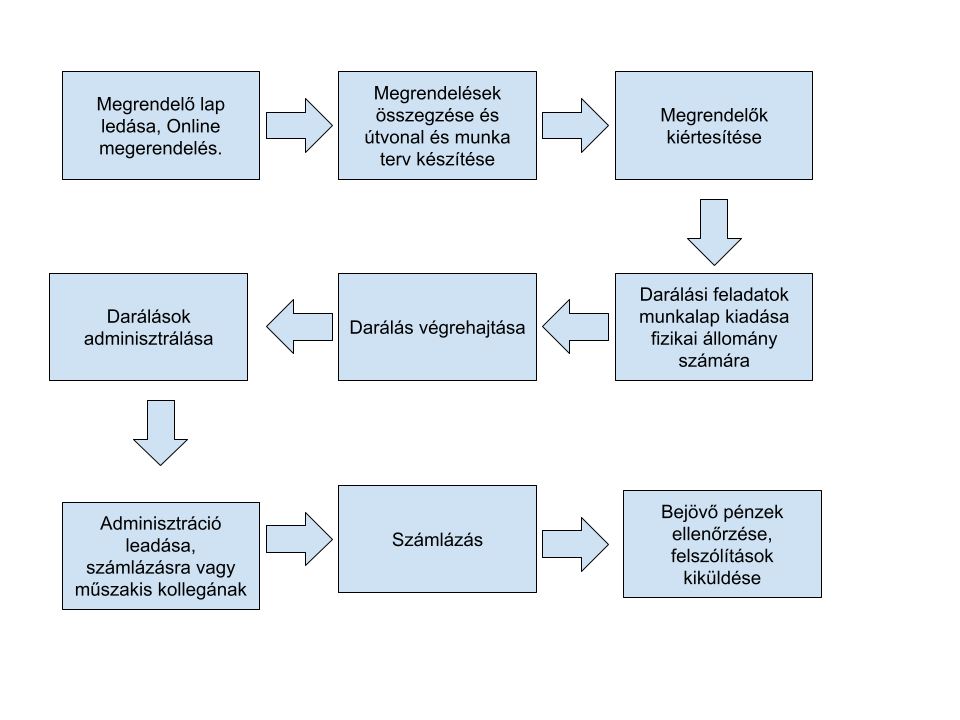 Megrendelő lap
ledása, Online
megerendelés.
Megrendelések
összegzése és
útvonal és munka
terv készítése
Megrendelők
kiértesítése
Darálási feladatok
munkalap kiadása
fizikai állomány
számára
Darálás végrehajtása
Darálások
adminisztrálása
Adminisztráció
leadása,
számlázásra vagy
műszakis kollegának
Számlázás
Bejövő pénzek
ellenőrzése,
felszólítások
kiküldése